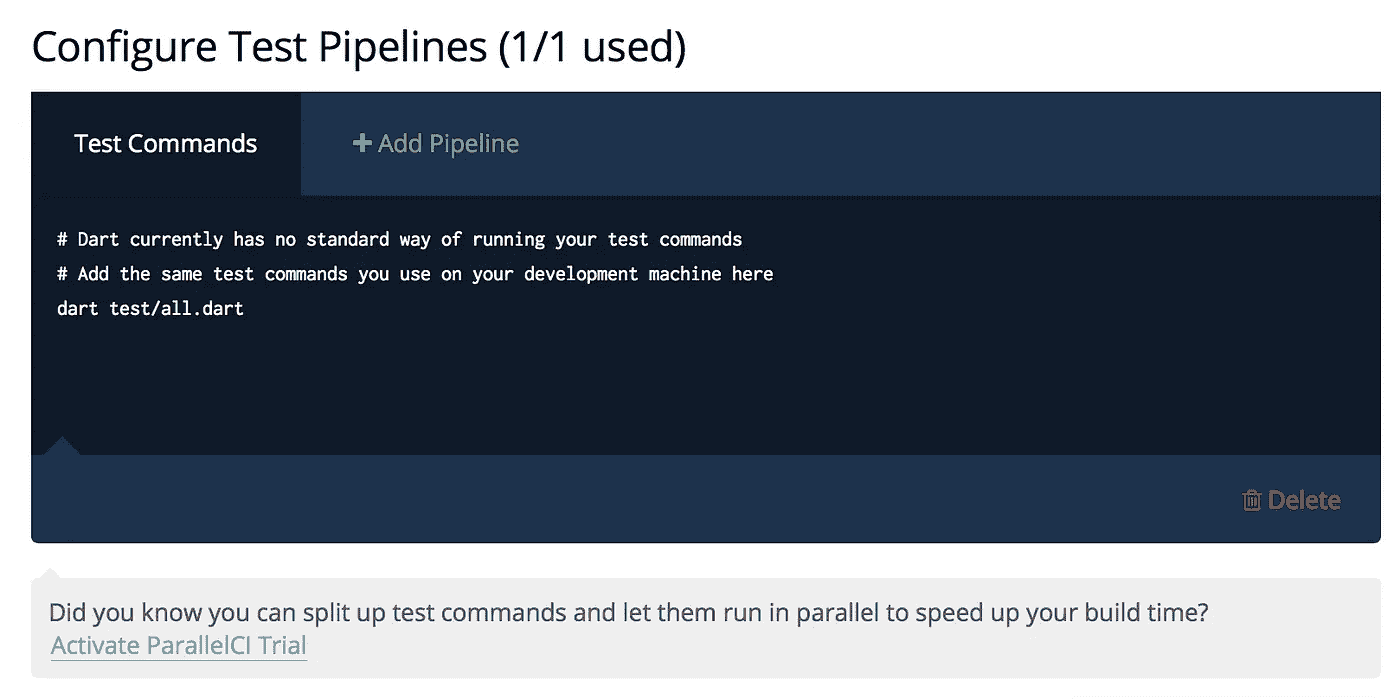 Configure Test Pipelines (1/1 used)
Test Commands
+ Add Pipeline
# Dart currently has no standard way of running your test commands
# Add the same test commands you use on your development machine here
dart test/all.dart
Delete
Did you know you can split up test commands and let them run in parallel to speed up your build time?
Activate ParallelCI Trial